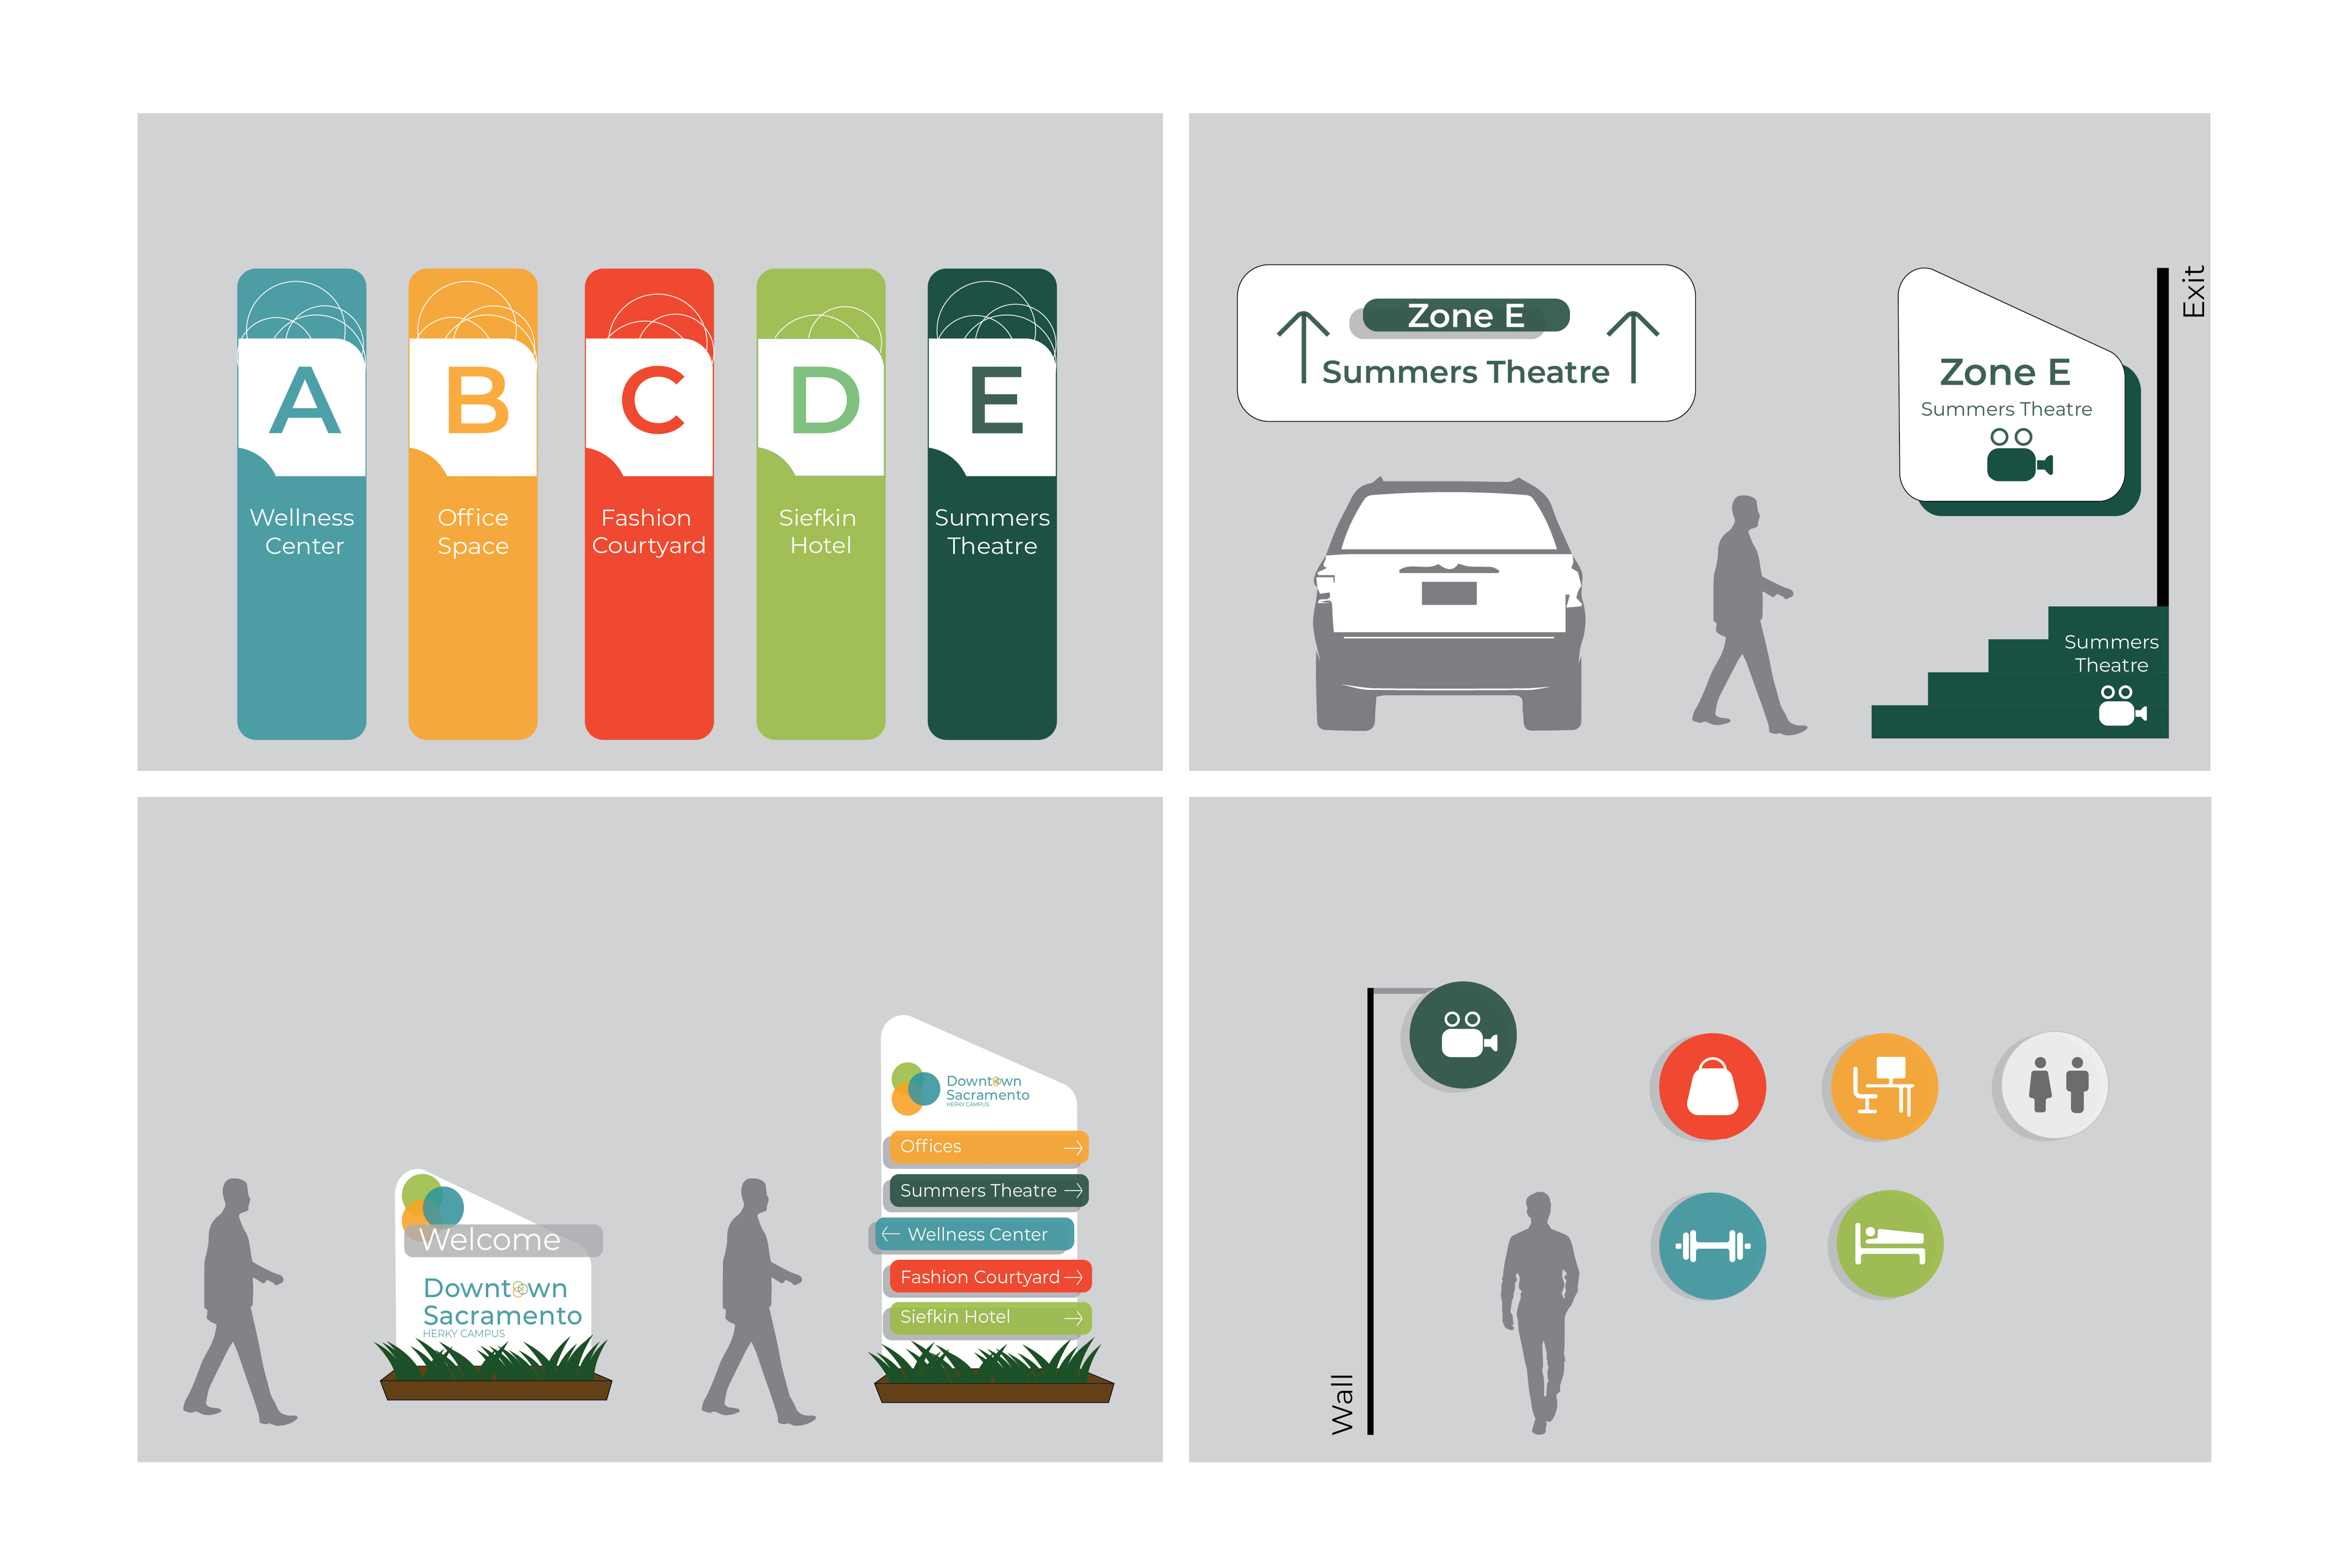 A
Wellness
Center
B
Office
Space
C
Fashion
Courtyard
D
Siefkin
Hotel
E
Summers
Theatre
Zone E
Summers Theatre
Zone E
Summers Theatre
Exit
Summers
Theatre
Welcome
Downtown
Sacramento
HERKY CAMPUS
Downtown
Sacramento
HERKY CAMPUS
Offices →
Summers Theatre →
← Wellness Center
Fashion Courtyard →
Siefkin Hotel →
Wall